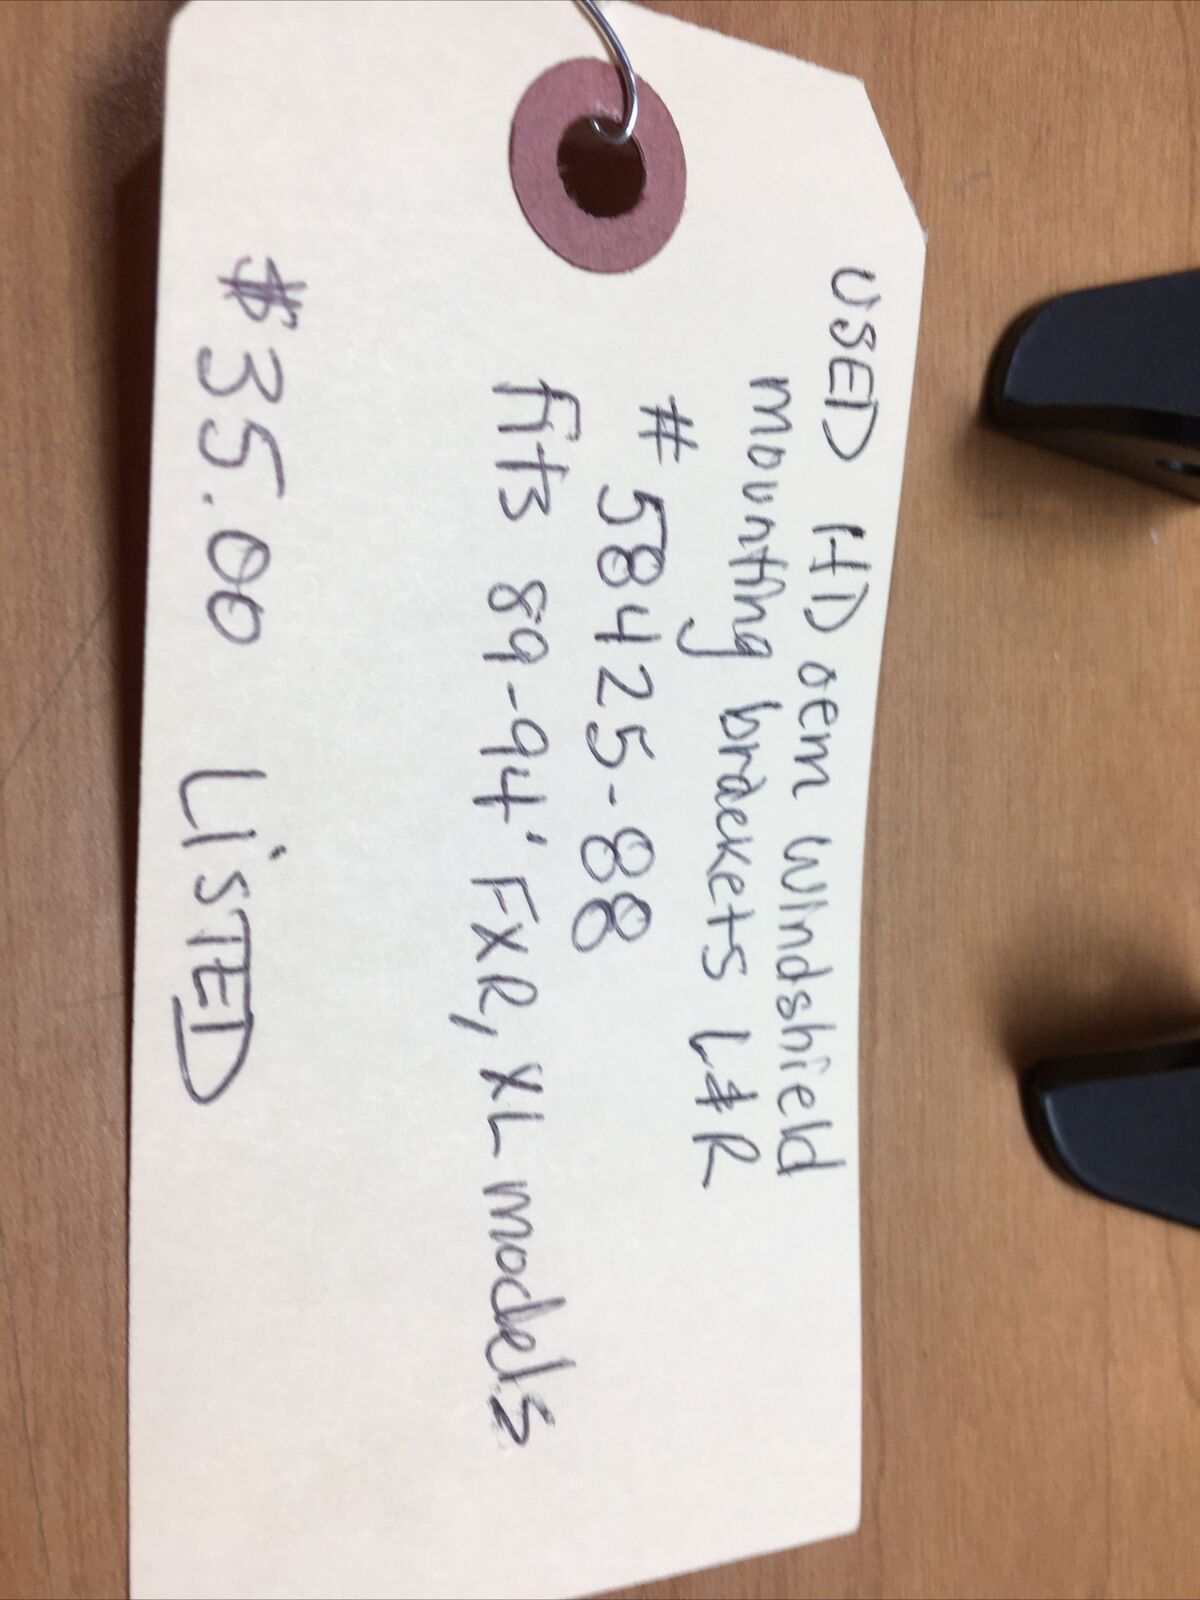 USED HD oem windshield
mounting brackets L&R
# 58425-88
fits 89-94' FXR, XL models
$35.00 LiSTED